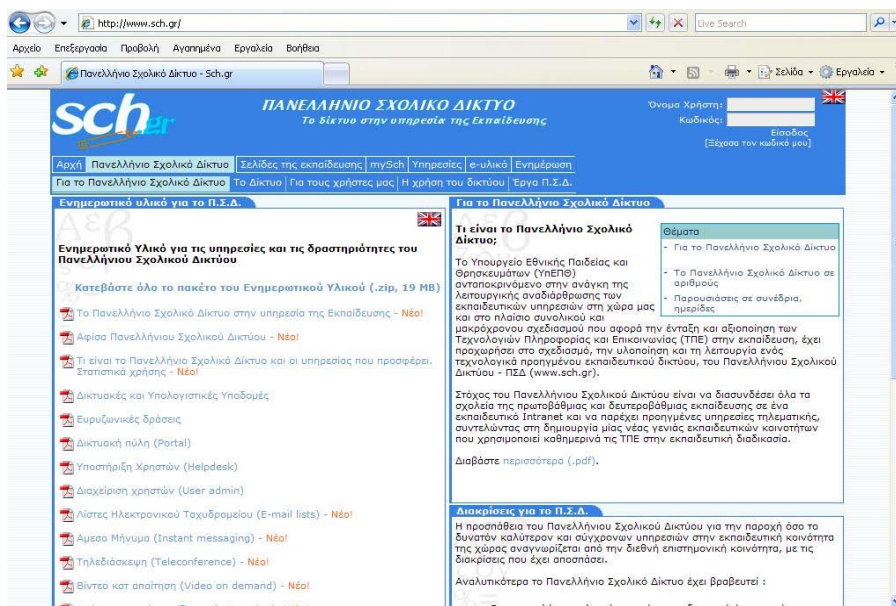 http://www.sch.gr/
Live Search
Αρχείο Επεξεργασία Προβολή Αγαπημένα Εργαλεία Βοήθεια
Πανελλήνιο Σχολικό Δίκτυο - Sch.gr
Σελίδα Εργαλεία
sch.gr
ΠΑΝΕΛΛΗΝΙΟ ΣΧΟΛΙΚΟ ΔΙΚΤΥΟ
Το δίκτυο στην υπηρεσία της Εκπαίδευσης
Όνομα Χρήστη:
Κωδικός:
Είσοδος
[Ξέχασα τον κωδικό μου]
Αρχή Πανελλήνιο Σχολικό Δίκτυο Σελίδες της εκπαίδευσης mySch Υπηρεσίες e-υλικό Ενημέρωση
Για το Πανελλήνιο Σχολικό Δίκτυο Το Δίκτυο Για τους χρήστες μας Η χρήση του δικτύου Έργα Π.Σ.Δ.
Ενημερωτικό υλικό για το Π.Σ.Δ.
Ενημερωτικό Υλικό για τις υπηρεσίες και τις δραστηριότητες του
Πανελλήνιου Σχολικού Δικτύου
Κατεβάστε όλο το πακέτο του Ενημερωτικού Υλικού (.zip, 19 MB)
Το Πανελλήνιο Σχολικό Δίκτυο στην υπηρεσία της Εκπαίδευσης - Νέο!
Αφίσα Πανελλήνιου Σχολικού Δικτύου - Νέο!
Τι είναι το Πανελλήνιο Σχολικό Δίκτυο και οι υπηρεσίες που προσφέρει.
Στατιστικά χρήσης - Νέο!
Δικτυακές και Υπολογιστικές Υποδομές
Ευρυζωνικές δράσεις
Δικτυακή πύλη (Portal)
Υποστήριξη Χρηστών (Helpdesk)
Διαχείριση χρηστών (User admin)
Λίστες Ηλεκτρονικού Ταχυδρομείου (E-mail lists) - Νέο!
Αμεσο Μήνυμα (Instant messaging) - Νέο!
Τηλεδιάσκεψη (Teleconference) - Νέο!
Βίντεο κατ απαίτηση (Video on demand) - Νέο!
Για το Πανελλήνιο Σχολικό Δίκτυο
Τι είναι το Πανελλήνιο Σχολικό
Δίκτυο;
Θέματα
- Για το Πανελλήνιο Σχολικό Δίκτυο
- Το Πανελλήνιο Σχολικό Δίκτυο σε
αριθμούς
- Παρουσιάσεις σε συνέδρια,
ημερίδες
Το Υπουργείο Εθνικής Παιδείας και
Θρησκευμάτων (ΥπΕΠΘ)
ανταποκρινόμενο στην ανάγκη της
λειτουργικής αναδιάρθρωσης των
εκπαιδευτικών υπηρεσιών στη χώρα μας
και στο πλαίσιο συνολικού και
μακρόχρονου σχεδιασμού που αφορά την ένταξη και αξιοποίηση των
Τεχνολογιών Πληροφορίας και Επικοινωνίας (ΤΠΕ) στην εκπαίδευση, έχει
προχωρήσει στο σχεδιασμό, την υλοποίηση και τη λειτουργία ενός
τεχνολογικά προηγμένου εκπαιδευτικού δικτύου, του Πανελλήνιου Σχολικού
Δικτύου - ΠΣΔ (www.sch.gr).
Στόχος του Πανελλήνιου Σχολικού Δικτύου είναι να διασυνδέσει όλα τα
σχολεία της πρωτοβάθμιας και δευτεροβάθμιας εκπαίδευσης σε ένα
εκπαιδευτικό Intranet και να παρέχει προηγμένες υπηρεσίες τηλεματικής,
συντελώντας στη δημιουργία μίας νέας γενιάς εκπαιδευτικών κοινοτήτων
που χρησιμοποιεί καθημερινά τις ΤΠΕ στην εκπαιδευτική διαδικασία.
Διαβάστε περισσότερα (.pdf).
Διακρίσεις για το Π.Σ.Δ.
Η προσπάθεια του Πανελλήνιου Σχολικού Δικτύου για την παροχή όσο το
δυνατόν καλύτερων και σύγχρονων υπηρεσιών στην εκπαιδευτική κοινότητα
της χώρας αναγνωρίζεται από την διεθνή επιστημονική κοινότητα, με τις
διακρίσεις που έχει αποσπάσει.
Αναλυτικότερα το Πανελλήνιο Σχολικό Δίκτυο έχει βραβευτεί :